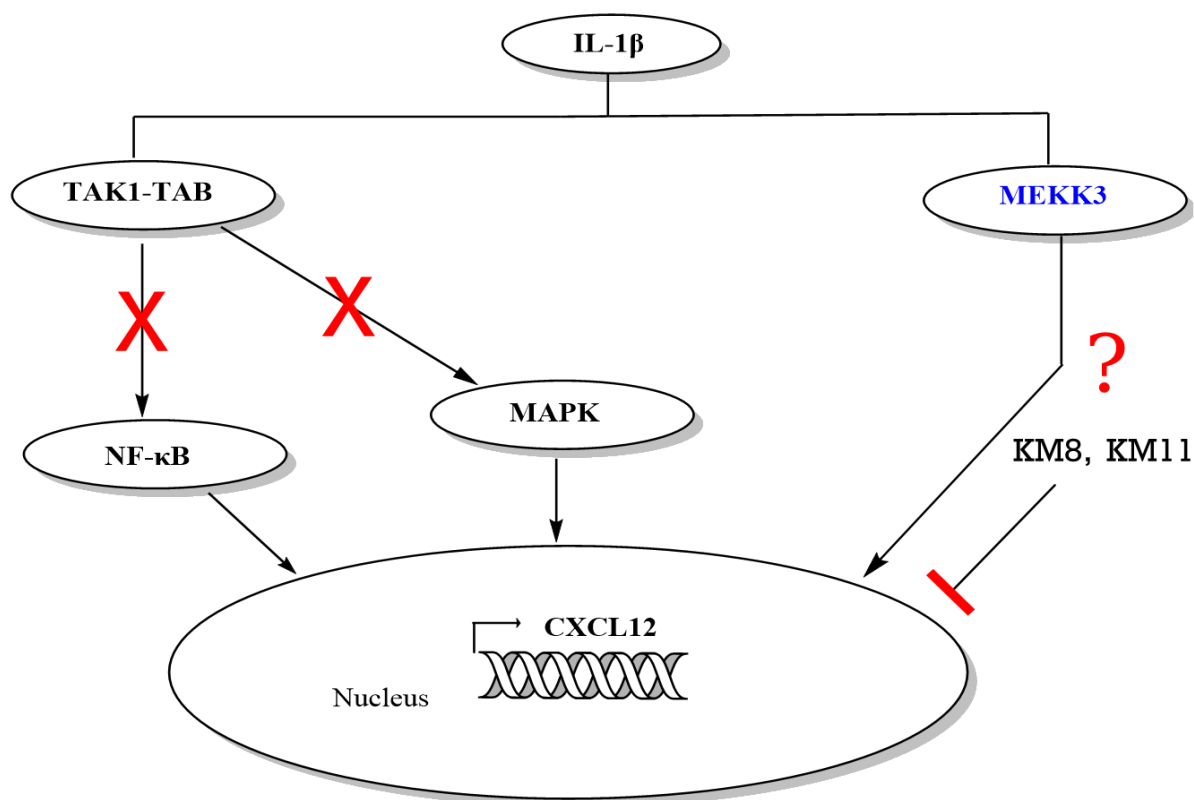 IL-1β
TAK1-TAB
MEKK3
X
X
?
MAPK
KM8, KM11
NF-κB
CXCL12
Nucleus